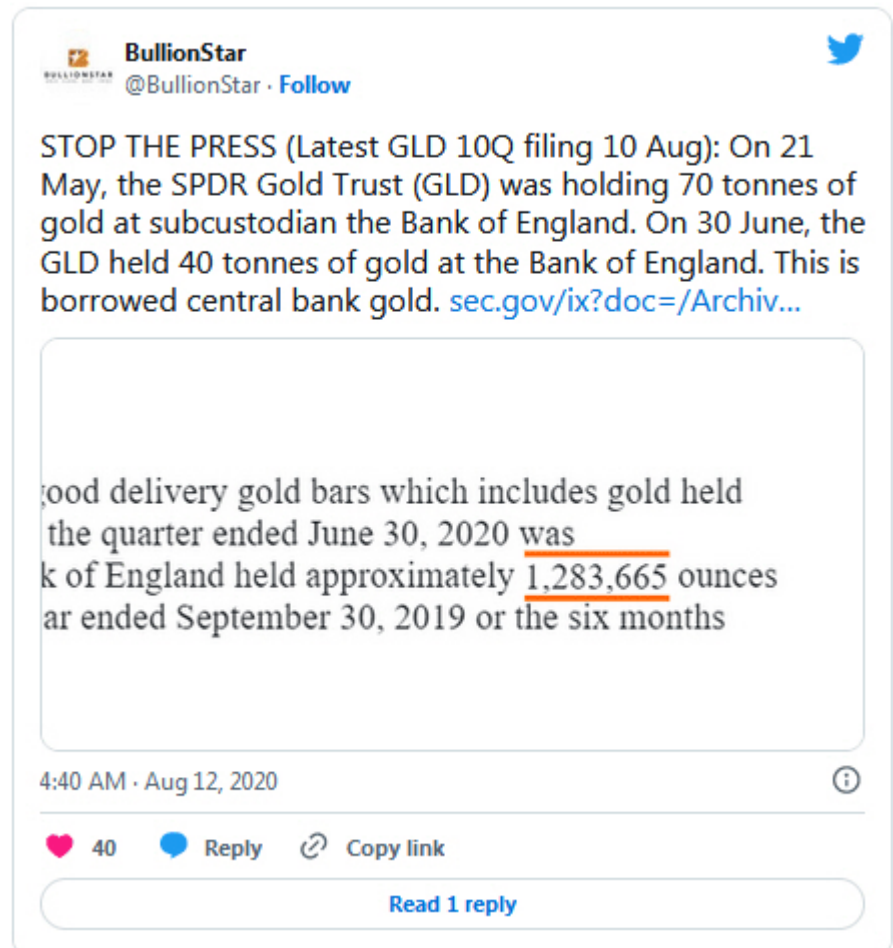 BullionStar
BULLIONSTAR
@BullionStar · Follow
STOP THE PRESS (Latest GLD 10Q filing 10 Aug): On 21
May, the SPDR Gold Trust (GLD) was holding 70 tonnes of
gold at subcustodian the Bank of England. On 30 June, the
GLD held 40 tonnes of gold at the Bank of England. This is
borrowed central bank gold. sec.gov/ix?doc=/Archiv...
ood delivery gold bars which includes gold held
the quarter ended June 30, 2020 was
k of England held approximately 1,283,665 ounces
ar ended September 30, 2019 or the six months
4:40 AM · Aug 12, 2020
40 Reply Copy link
Read 1 reply